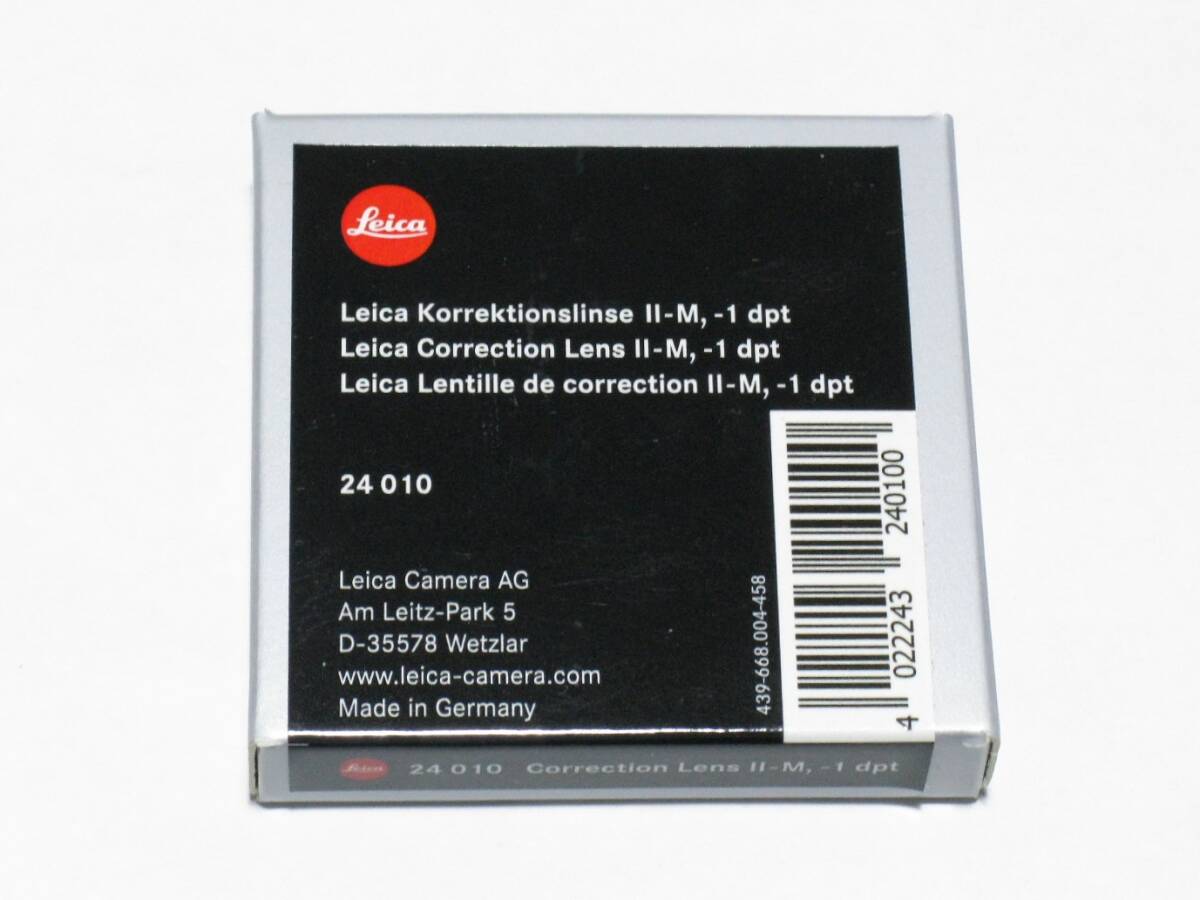 Leica
Leica Korrektionslinse II-M, -1 dpt
Leica Correction Lens II-M, -1 dpt
Leica Lentille de correction II-M, -1 dpt
24 010
Leica Camera AG
Am Leitz-Park 5
D-35578 Wetzlar
www.leica-camera.com
Made in Germany
439-668.004-458
4 022243 240100
Leica 24 010 Correction Lens II-M, -1 dpt